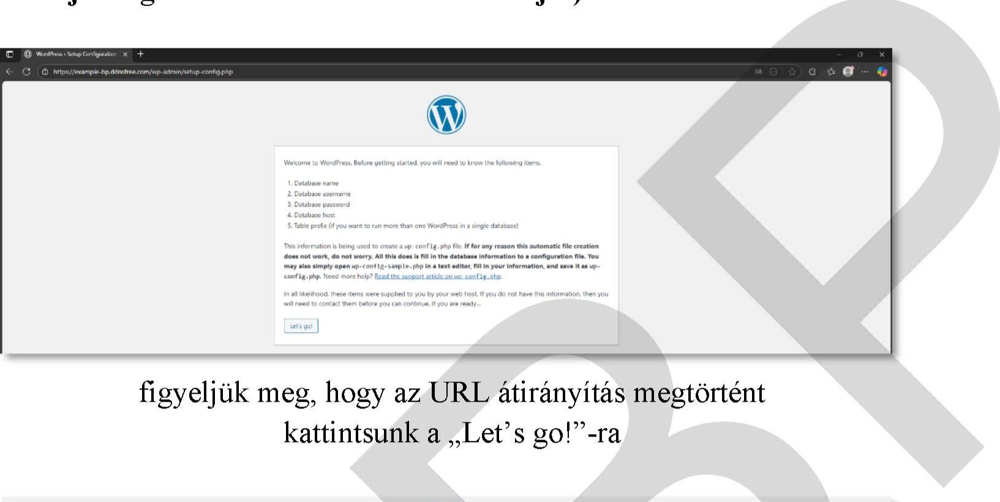 WordPress › Setup Configuration
https://example-bp.ddnsfree.com/wp-admin/setup-config.php
Welcome to WordPress. Before getting started, you will need to know the following items.
1. Database name
2. Database username
3. Database password
4. Database host
5. Table prefix (if you want to run more than one WordPress in a single database)
This information is being used to create a wp-config.php file. If for any reason this automatic file creation
does not work, do not worry. All this does is fill in the database information to a configuration file. You
may also simply open wp-config-sample.php in a text editor, fill in your information, and save it as wp-
config.php. Need more help? Read the support article on wp-config.php.
In all likelihood, these items were supplied to you by your web host. If you do not have this information, then you
will need to contact them before you can continue. If you are ready...
Let's go!
figyeljük meg, hogy az URL átirányítás megtörtént
kattintsunk a „Let’s go!”-ra